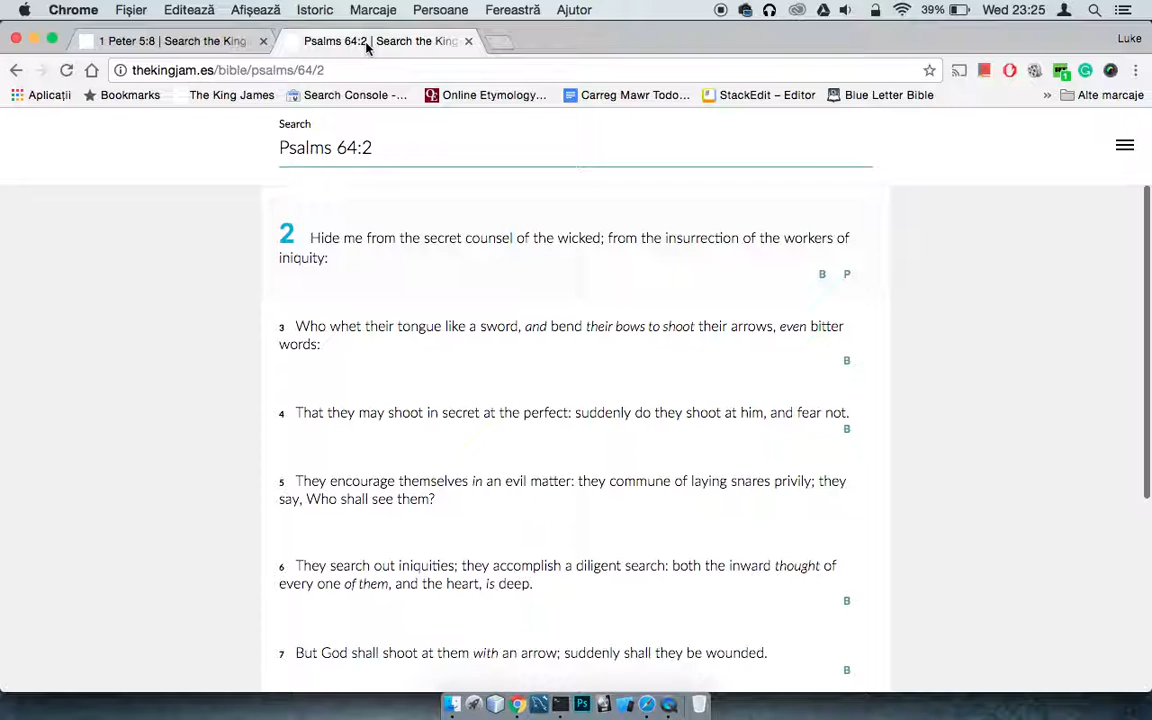 Chrome Fișier Editează Afișează Istoric Marcaje Persoane Fereastră Ajutor 39% Wed 23:25
1 Peter 5:8 | Search the King
Psalms 64:2 | Search the King
Luke
thekingjam.es/bible/psalms/64/2
Aplicații Bookmarks The King James Search Console -... Online Etymology... Carreg Mawr Todo... StackEdit – Editor Blue Letter Bible » Alte marcaje
Search
Psalms 64:2
2 Hide me from the secret counsel of the wicked; from the insurrection of the workers of
iniquity:
B P
3 Who whet their tongue like a sword, and bend their bows to shoot their arrows, even bitter
words:
B
4 That they may shoot in secret at the perfect: suddenly do they shoot at him, and fear not.
B
5 They encourage themselves in an evil matter: they commune of laying snares privily; they
say, Who shall see them?
6 They search out iniquities; they accomplish a diligent search: both the inward thought of
every one of them, and the heart, is deep.
B
7 But God shall shoot at them with an arrow; suddenly shall they be wounded.
B
Ps